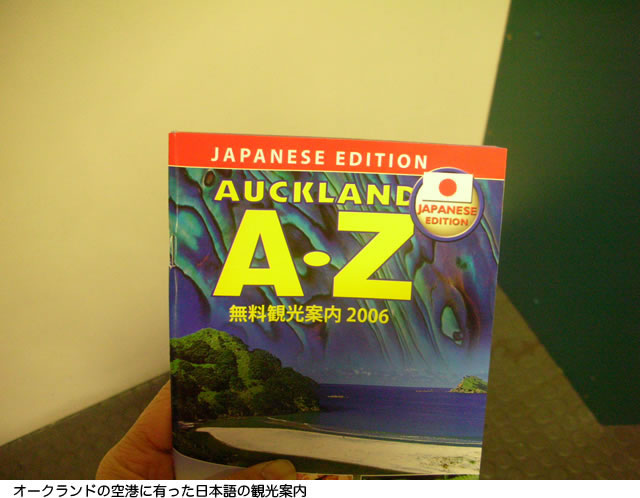 JAPANESE EDITION
AUCKLAND
JAPANESE
EDITION
A·Z
無料観光案内 2006
オークランドの空港に有った日本語の観光案内